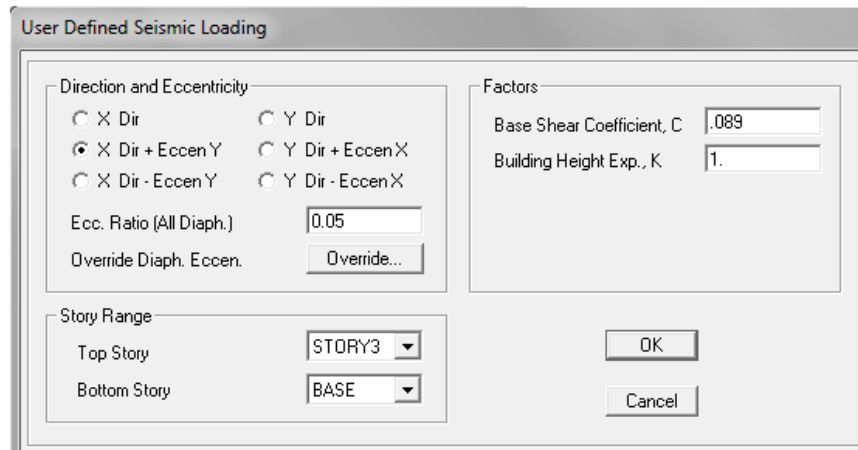 User Defined Seismic Loading
Direction and Eccentricity
X Dir
Y Dir
X Dir + Eccen Y
Y Dir + Eccen X
X Dir - Eccen Y
Y Dir - Eccen X
Ecc. Ratio (All Diaph.)
0.05
Override Diaph. Eccen.
Override...
Factors
Base Shear Coefficient, C
.089
Building Height Exp., K
1.
Story Range
Top Story
STORY3
Bottom Story
BASE
OK
Cancel